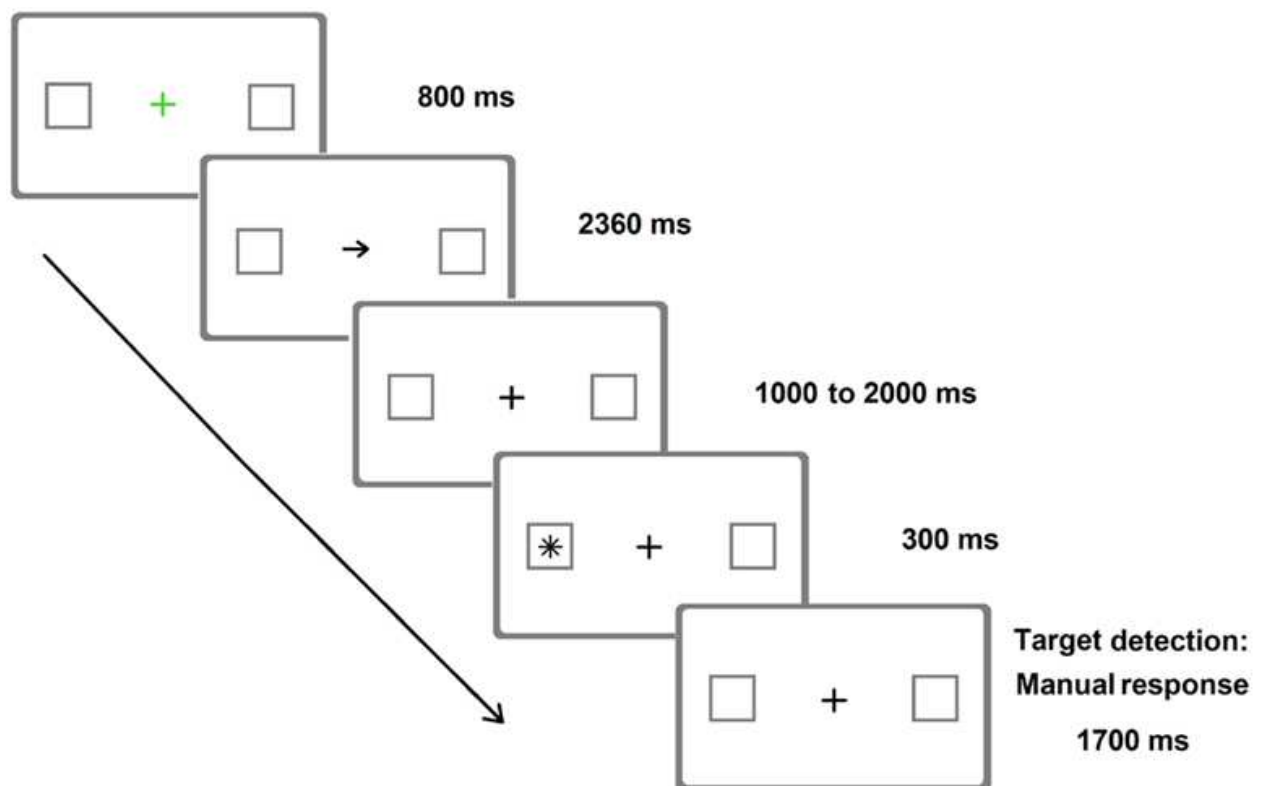 800 ms
2360 ms
1000 to 2000 ms
300 ms
Target detection:
Manual response
1700 ms